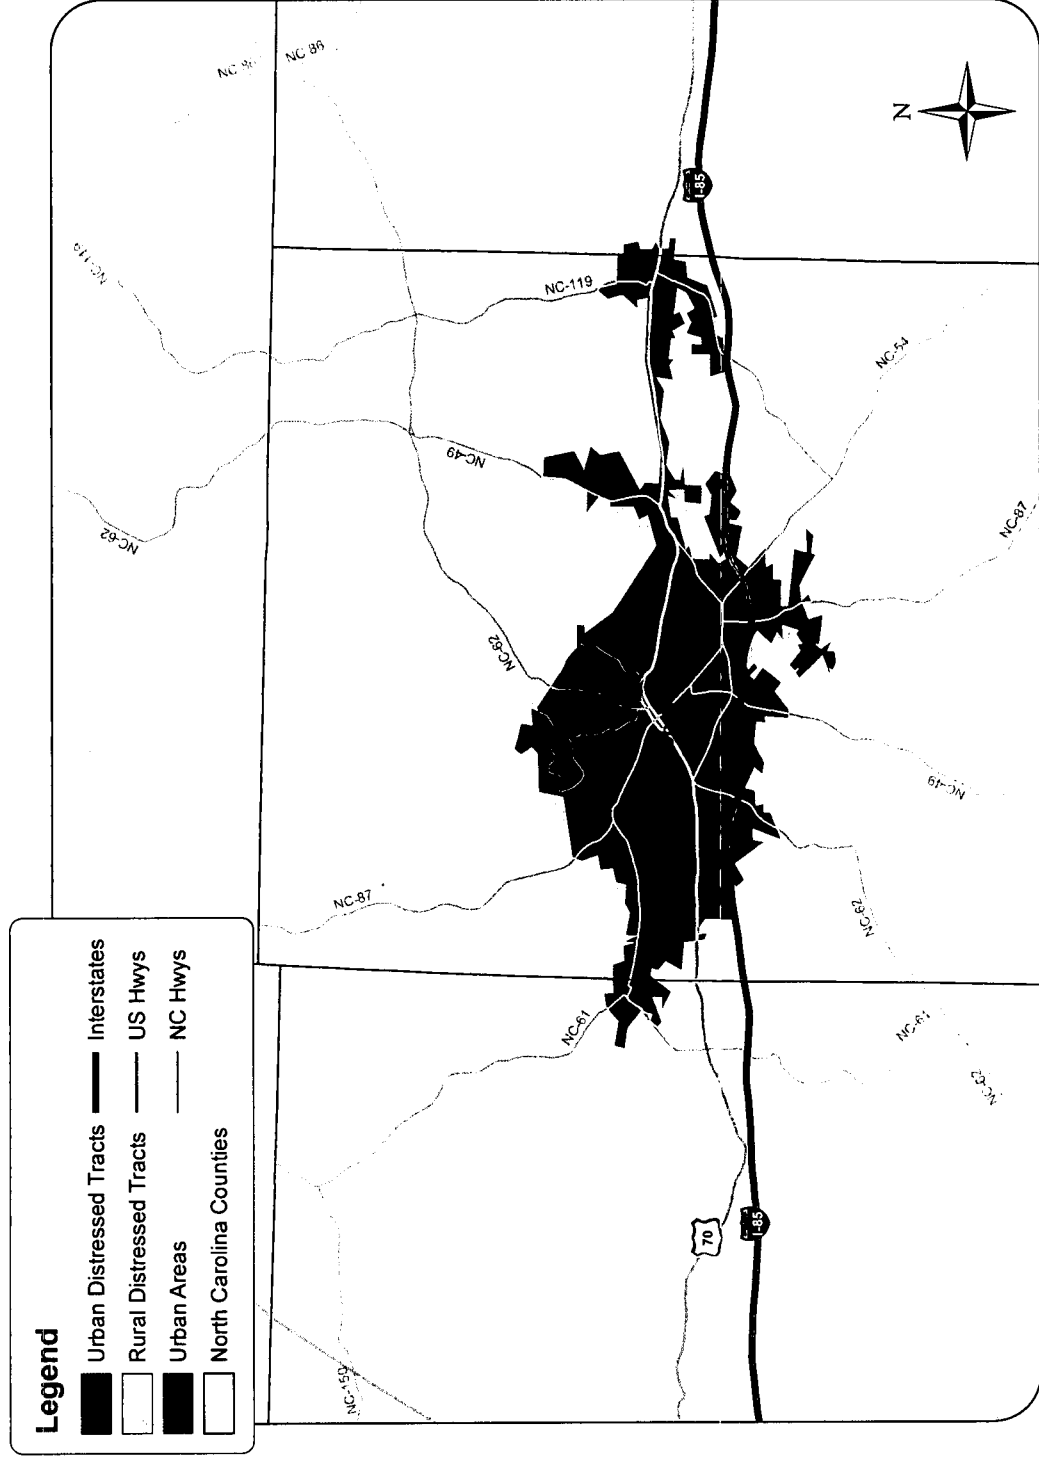 Legend
Urban Distressed Tracts
Rural Distressed Tracts
Urban Areas
North Carolina Counties
Interstates
US Hwys
NC Hwys
NC-86
NC-119
NC-62
NC-119
NC-49
NC-62
NC-87
NC-61
NC-150
N
I-85
NC-54
NC-87
NC-49
NC-62
NC-61
NC-62
70
I-85